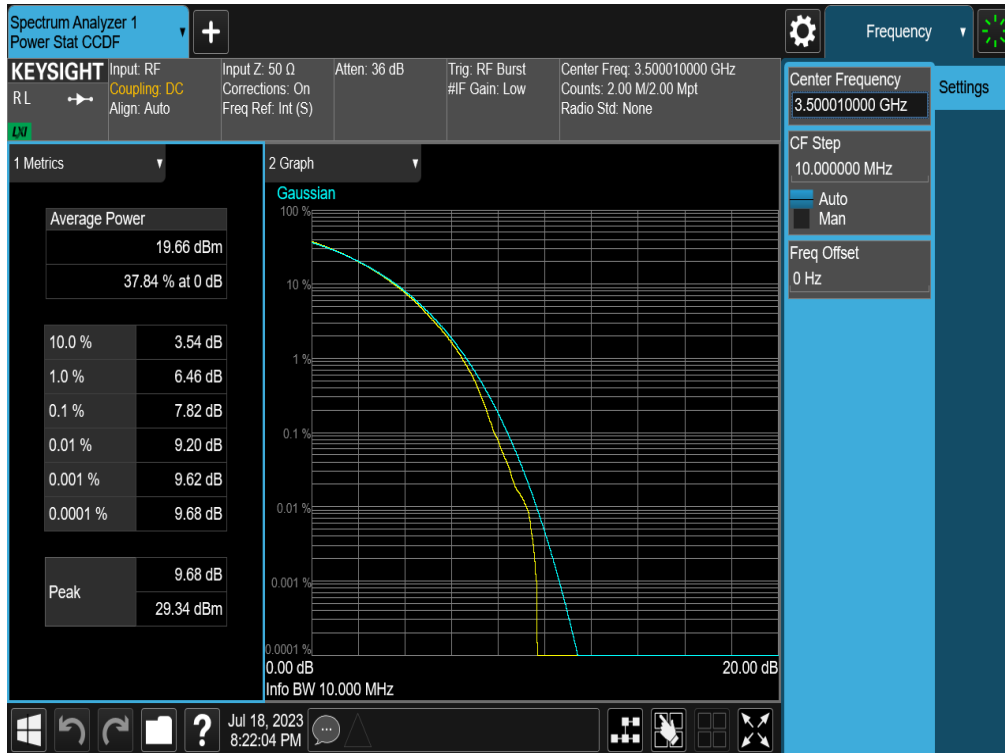 Spectrum Analyzer 1
Power Stat CCDF
+
Frequency
KEYSIGHT
RL
LXI
Input: RF
Coupling: DC
Align: Auto
Input Z: 50 Ω
Corrections: On
Freq Ref: Int (S)
Atten: 36 dB
Trig: RF Burst
#IF Gain: Low
Center Freq: 3.500010000 GHz
Counts: 2.00 M/2.00 Mpt
Radio Std: None
Center Frequency
3.500010000 GHz
Settings
CF Step
10.000000 MHz
Auto
Man
Freq Offset
0 Hz
1 Metrics
Average Power
19.66 dBm
37.84 % at 0 dB
10.0 % 3.54 dB
1.0 % 6.46 dB
0.1 % 7.82 dB
0.01 % 9.20 dB
0.001 % 9.62 dB
0.0001 % 9.68 dB
Peak
9.68 dB
29.34 dBm
2 Graph
Gaussian
100 %
10 %
1 %
0.1 %
0.01 %
0.001 %
0.0001 %
0.00 dB 20.00 dB
Info BW 10.000 MHz
?
Jul 18, 2023
8:22:04 PM